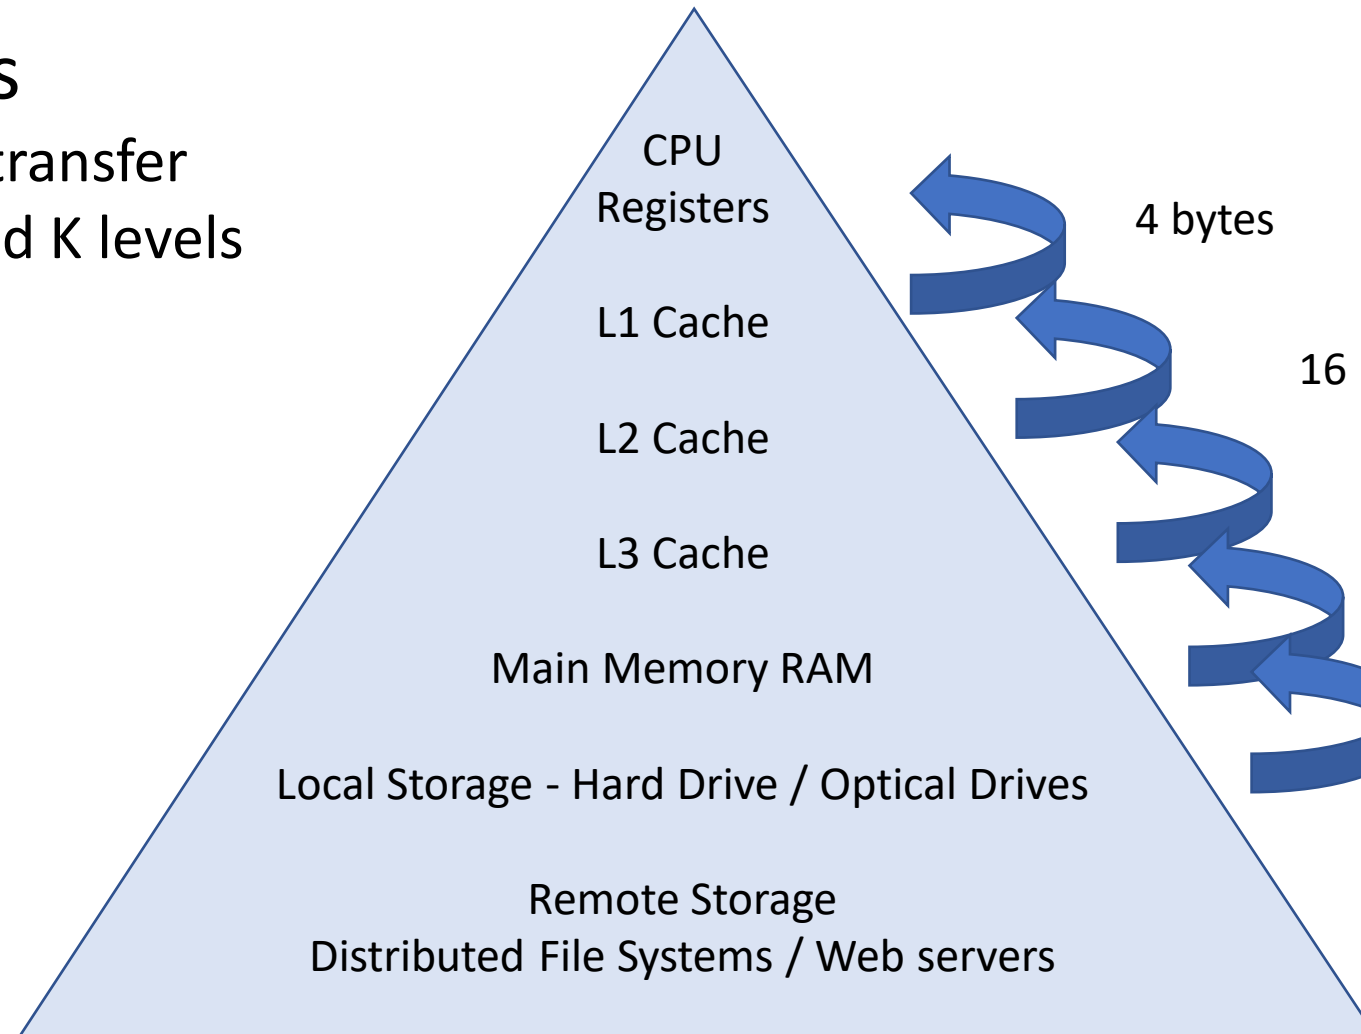 s
transfer
d K levels
CPU
Registers
L1 Cache
L2 Cache
L3 Cache
Main Memory RAM
Local Storage - Hard Drive / Optical Drives
Remote Storage
Distributed File Systems / Web servers
4 bytes
16